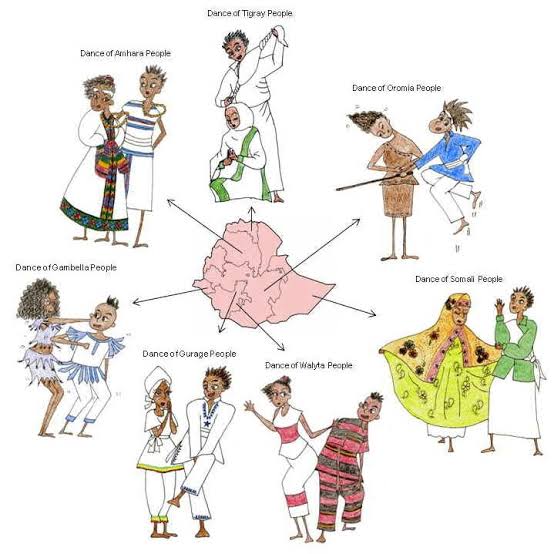 Dance of Tigray People
Dance of Amhara People
Dance of Oromia People
Dance of Gambella People
Dance of Somali People
Dance of Gurage People
Dance of Walyta People